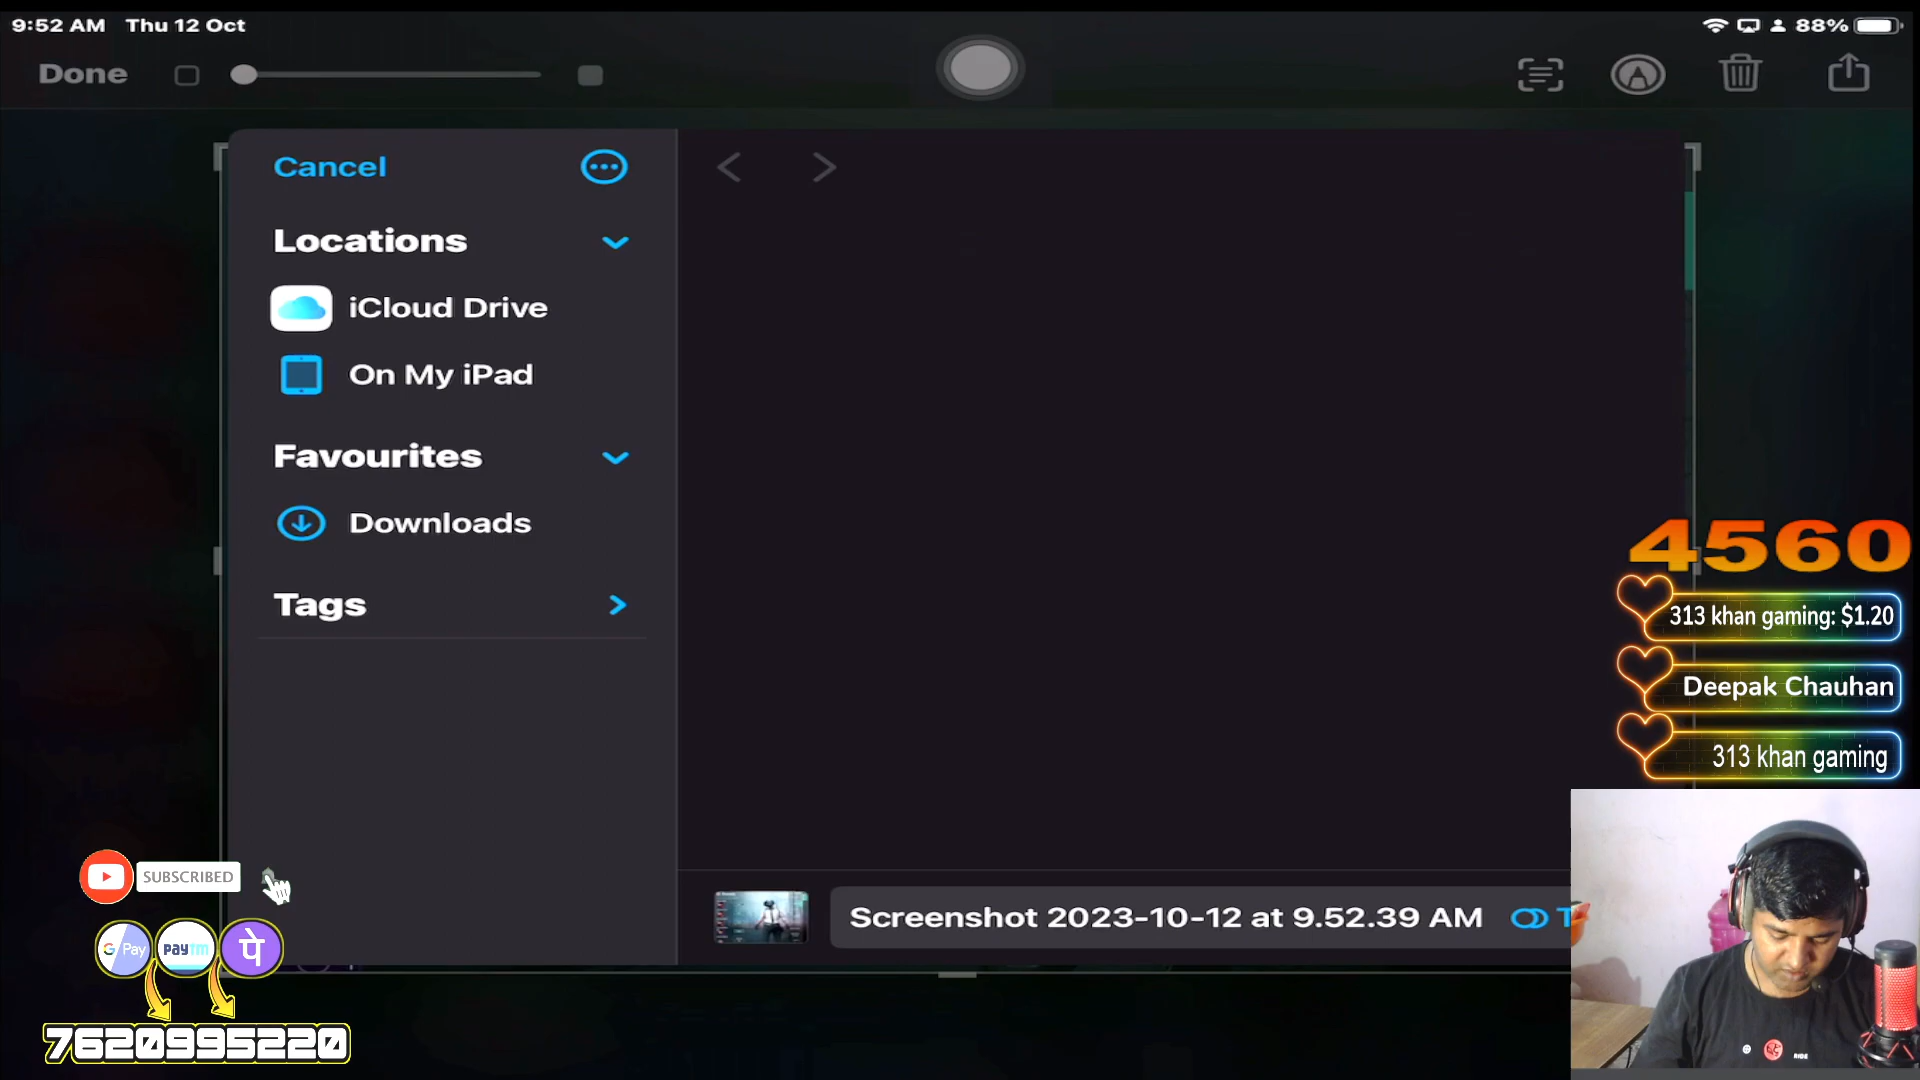 9:52 AM Thu 12 Oct
88%
Done
Cancel
Locations
iCloud Drive
On My iPad
Favourites
Downloads
Tags
4560
313 khan gaming: $1.20
Deepak Chauhan
313 khan gaming
Screenshot 2023-10-12 at 9.52.39 AM
SUBSCRIBED
G Pay paytm पे
7620995220
RIDE